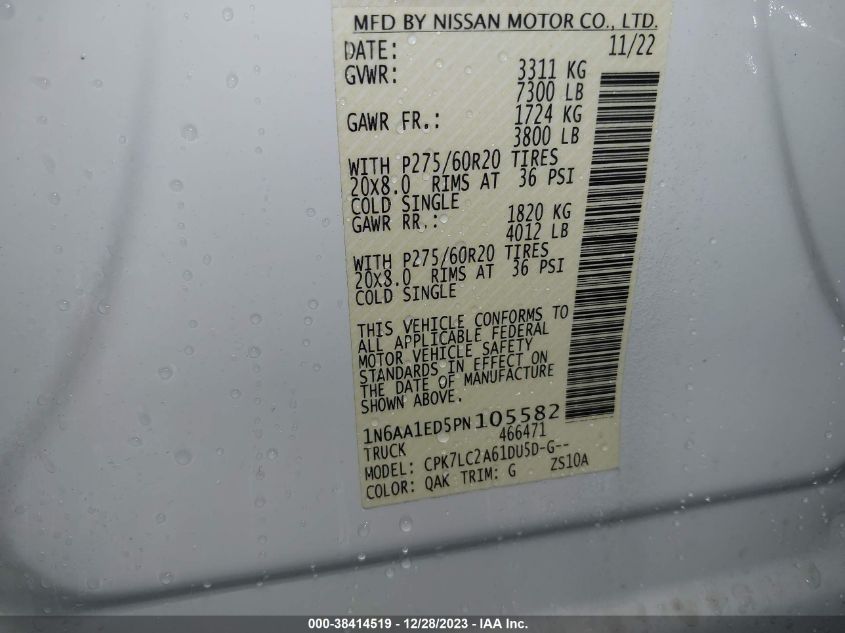 MFD BY NISSAN MOTOR CO., LTD.
DATE: 11/22
GVWR: 3311 KG
7300 LB
GAWR FR.: 1724 KG
3800 LB
WITH P275/60R20 TIRES
20X8.0 RIMS AT 36 PSI
COLD SINGLE
GAWR RR.: 1820 KG
4012 LB
WITH P275/60R20 TIRES
20X8.0 RIMS AT 36 PSI
COLD SINGLE
THIS VEHICLE CONFORMS TO
ALL APPLICABLE FEDERAL
MOTOR VEHICLE SAFETY
STANDARDS IN EFFECT ON
THE DATE OF MANUFACTURE
SHOWN ABOVE.
1N6AA1ED5PN105582
TRUCK 466471
MODEL: CPK7LC2A61DU5D-G--
COLOR: QAK TRIM: G ZS10A
000-38414519 - 12/28/2023 - IAA Inc.